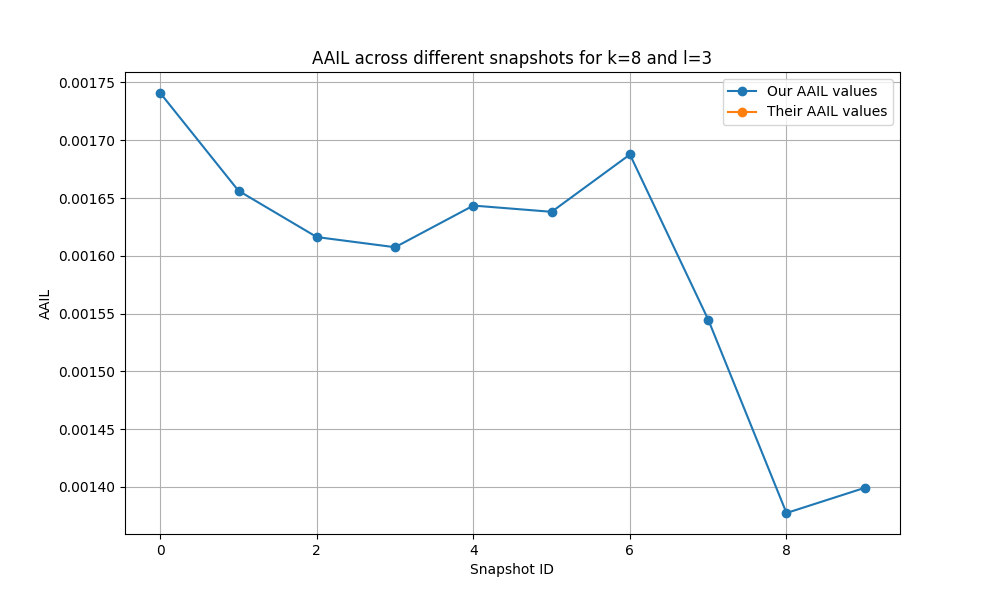 AAIL across different snapshots for k=8 and l=3
Our AAIL values
Their AAIL values
0.00175
0.00170
0.00165
0.00160
0.00155
0.00150
0.00145
0.00140
AAIL
0 2 4 6 8
Snapshot ID